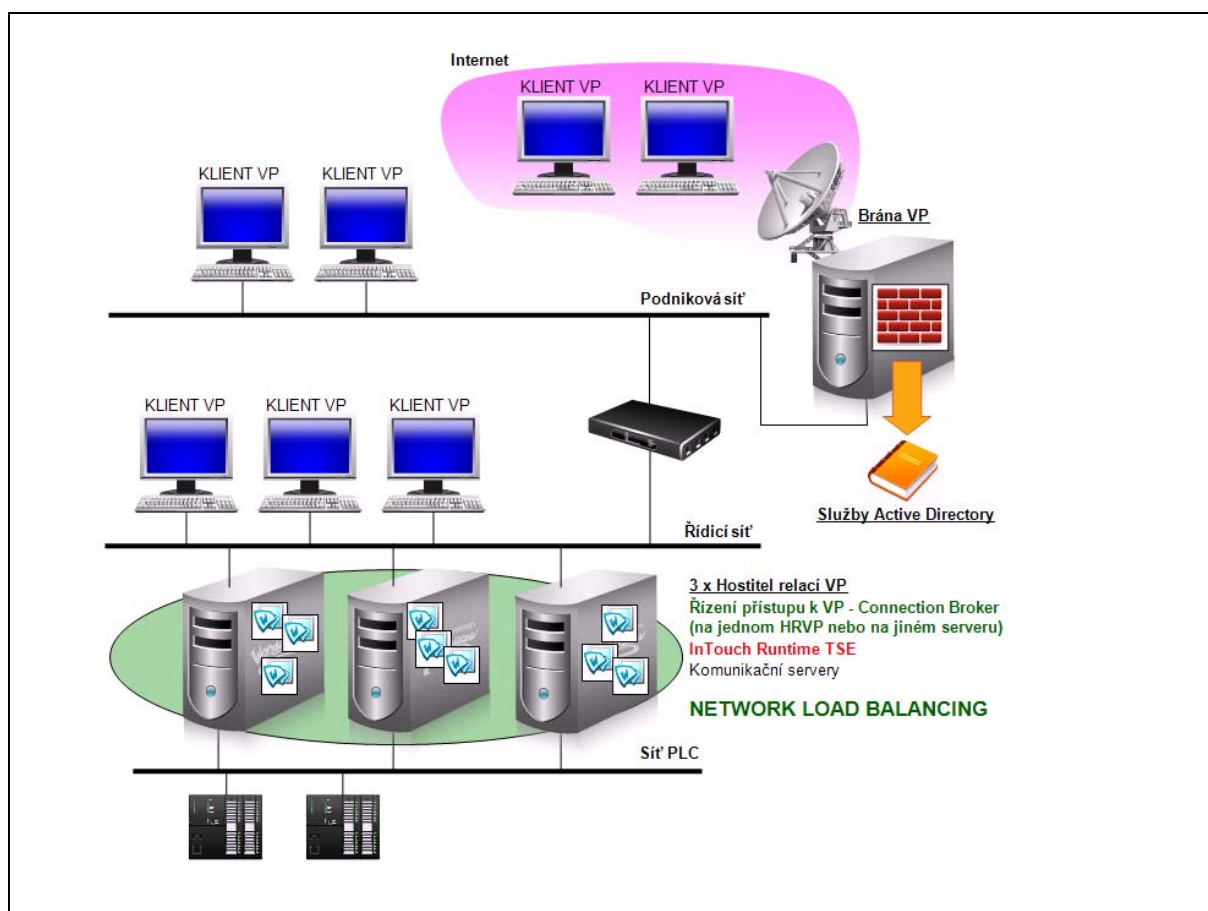 Internet
KLIENT VP
KLIENT VP
KLIENT VP
KLIENT VP
Brána VP
Podniková síť
KLIENT VP
KLIENT VP
KLIENT VP
Služby Active Directory
Řídicí síť
3 x Hostitel relací VP
Řízení přístupu k VP - Connection Broker
(na jednom HRVP nebo na jiném serveru)
InTouch Runtime TSE
Komunikační servery
NETWORK LOAD BALANCING
Síť PLC